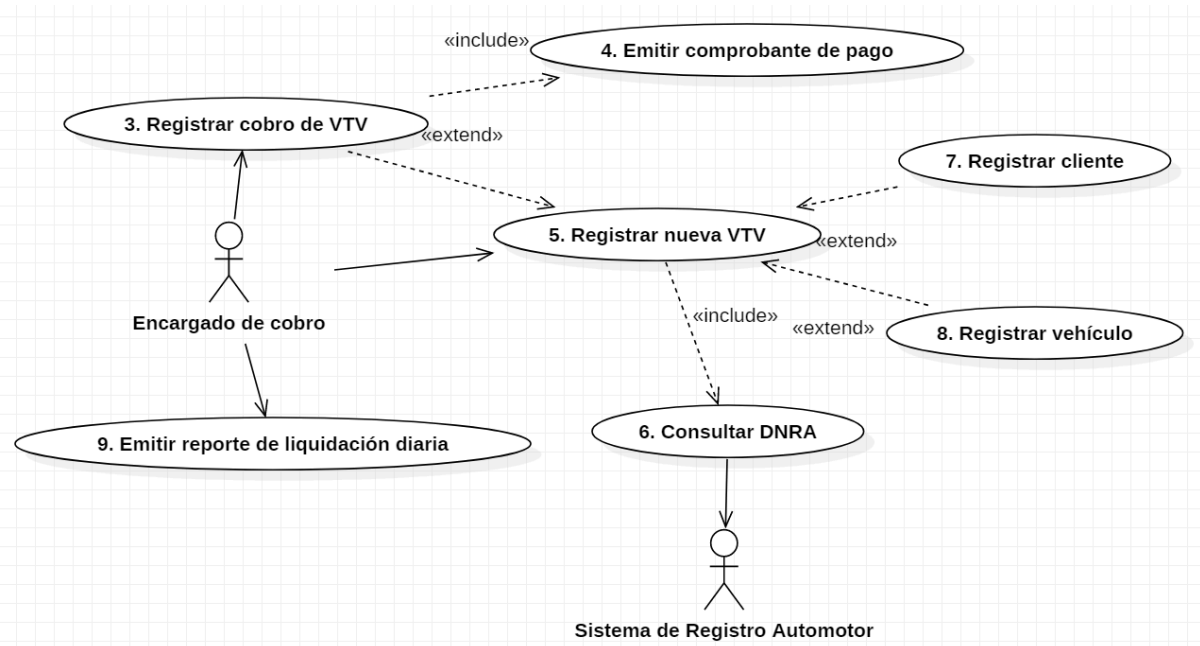 «include»
4. Emitir comprobante de pago
3. Registrar cobro de VTV
«extend»
7. Registrar cliente
5. Registrar nueva VTV
«extend»
«include»
Encargado de cobro
«extend»
8. Registrar vehículo
9. Emitir reporte de liquidación diaria
6. Consultar DNRA
Sistema de Registro Automotor